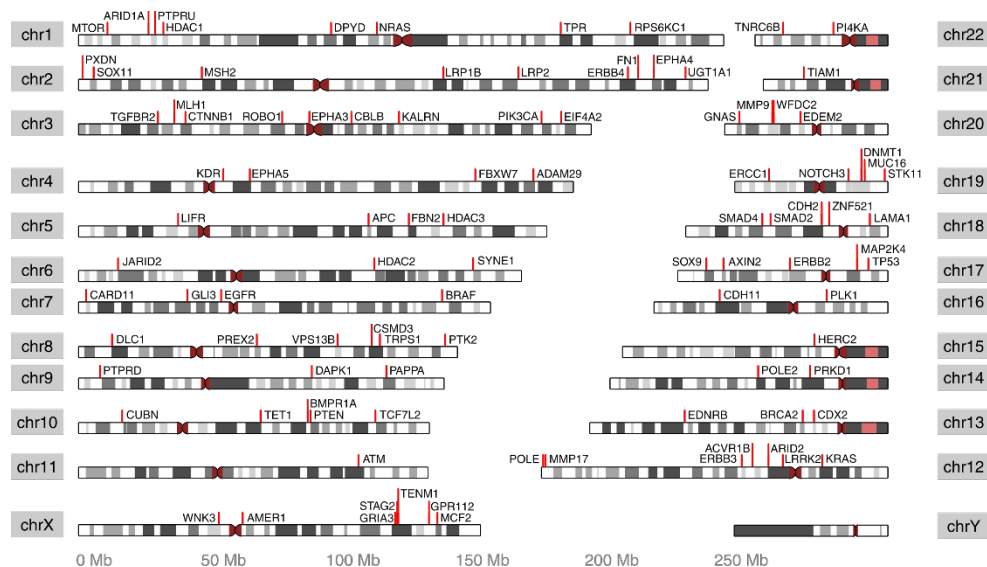 ARID1A PTPRU
MTOR HDAC1 DPYD NRAS TPR RPS6KC1 TNRC6B PI4KA
chr1 chr22
PXDN FN1 EPHA4
SOX11 MSH2 LRP1B LRP2 ERBB4 UGT1A1 TIAM1
chr2 chr21
MLH1 MMP9 WFDC2
TGFBR2 CTNNB1 ROBO1 EPHA3 CBLB KALRN PIK3CA EIF4A2 GNAS EDEM2
chr3 chr20
DNMT1
MUC16
KDR EPHA5 FBXW7 ADAM29 ERCC1 NOTCH3 STK11
chr4 chr19
CDH2 ZNF521
LIFR APC FBN2 HDAC3 SMAD4 SMAD2 LAMA1
chr5 chr18
MAP2K4
JARID2 HDAC2 SYNE1 SOX9 AXIN2 ERBB2 TP53
chr6 chr17
CARD11 GLI3 EGFR BRAF CDH11 PLK1
chr7 chr16
CSMD3
DLC1 PREX2 VPS13B TRPS1 PTK2 HERC2
chr8 chr15
PTPRD DAPK1 PAPPA POLE2 PRKD1
chr9 chr14
BMPR1A
CUBN TET1 PTEN TCF7L2 EDNRB BRCA2 CDX2
chr10 chr13
ACVR1B ARID2
ATM POLE MMP17 ERBB3 LRRK2 KRAS
chr11 chr12
TENM1
STAG2 GPR112
WNK3 AMER1 GRIA3 MCF2
chrX chrY
0 Mb 50 Mb 100 Mb 150 Mb 200 Mb 250 Mb